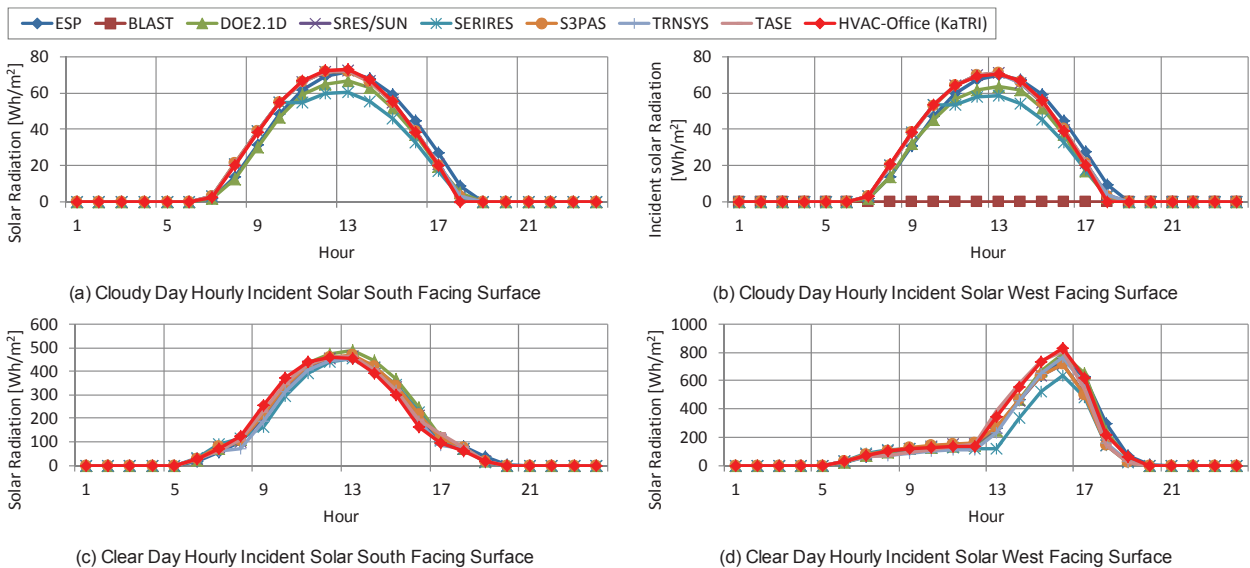 ESP BLAST DOE2.1D SRES/SUN SERIRES S3PAS TRNSYS TASE HVAC-Office (KaTRI)
Solar Radiation [Wh/m²]
80
60
40
20
0
1 5 9 13 17 21
Hour
(a) Cloudy Day Hourly Incident Solar South Facing Surface
Incident solar Radiation
[Wh/m²]
80
60
40
20
0
1 5 9 13 17 21
Hour
(b) Cloudy Day Hourly Incident Solar West Facing Surface
Solar Radiation [Wh/m²]
600
500
400
300
200
100
0
1 5 9 13 17 21
Hour
(c) Clear Day Hourly Incident Solar South Facing Surface
Solar Radiation [Wh/m²]
1000
800
600
400
200
0
1 5 9 13 17 21
Hour
(d) Clear Day Hourly Incident Solar West Facing Surface